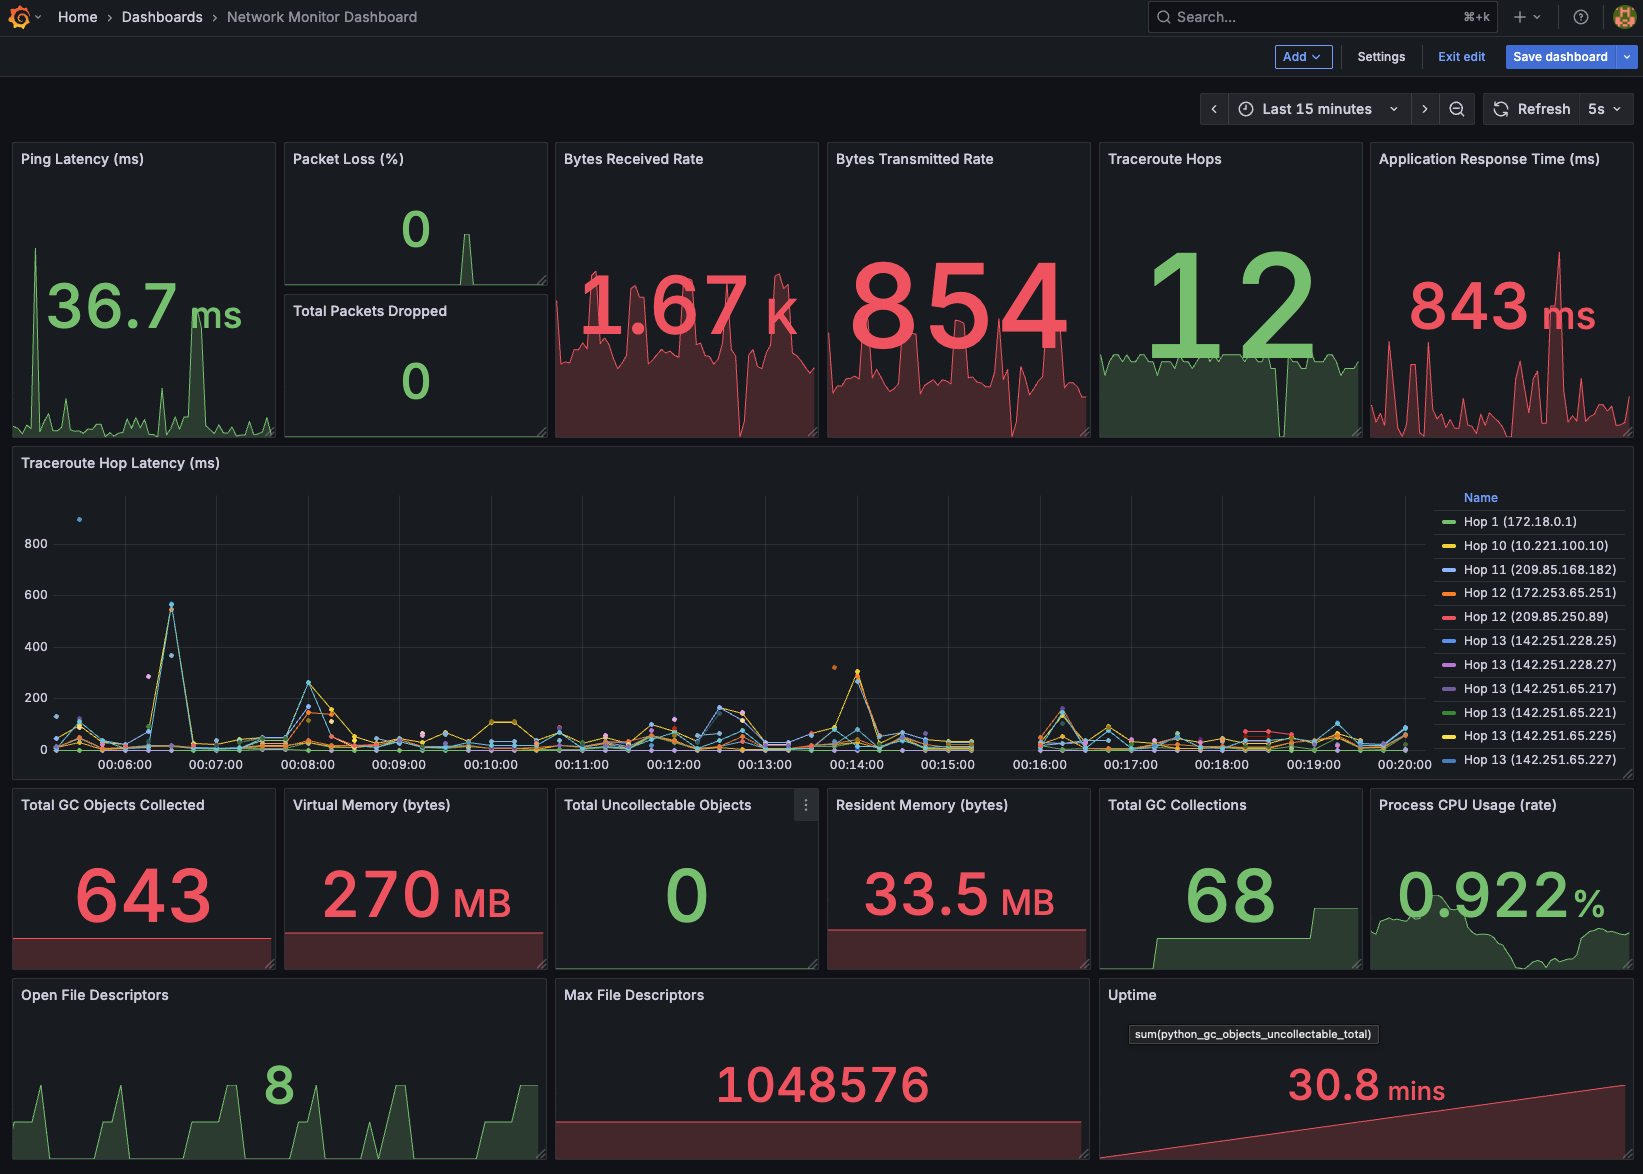 Home › Dashboards › Network Monitor Dashboard
Search...
⌘+k
Add
Settings
Exit edit
Save dashboard
Last 15 minutes
Refresh
5s
Ping Latency (ms)
36.7 ms
Packet Loss (%)
0
Total Packets Dropped
0
Bytes Received Rate
1.67 k
Bytes Transmitted Rate
854
Traceroute Hops
12
Application Response Time (ms)
843 ms
Traceroute Hop Latency (ms)
800
600
400
200
0
00:06:00 00:07:00 00:08:00 00:09:00 00:10:00 00:11:00 00:12:00 00:13:00 00:14:00 00:15:00 00:16:00 00:17:00 00:18:00 00:19:00 00:20:00
Name
Hop 1 (172.18.0.1)
Hop 10 (10.221.100.10)
Hop 11 (209.85.168.182)
Hop 12 (172.253.65.251)
Hop 12 (209.85.250.89)
Hop 13 (142.251.228.25)
Hop 13 (142.251.228.27)
Hop 13 (142.251.65.217)
Hop 13 (142.251.65.221)
Hop 13 (142.251.65.225)
Hop 13 (142.251.65.227)
Total GC Objects Collected
643
Virtual Memory (bytes)
270 MB
Total Uncollectable Objects
0
Resident Memory (bytes)
33.5 MB
Total GC Collections
68
Process CPU Usage (rate)
0.922%
Open File Descriptors
8
Max File Descriptors
1048576
Uptime
sum(python_gc_objects_uncollectable_total)
30.8 mins